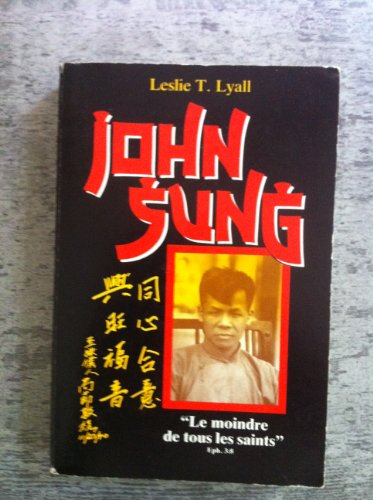 Leslie T. Lyall
JOHN
SUNG
同心合意
興旺福音
“Le moindre
de tous les saints”
Eph. 3:8